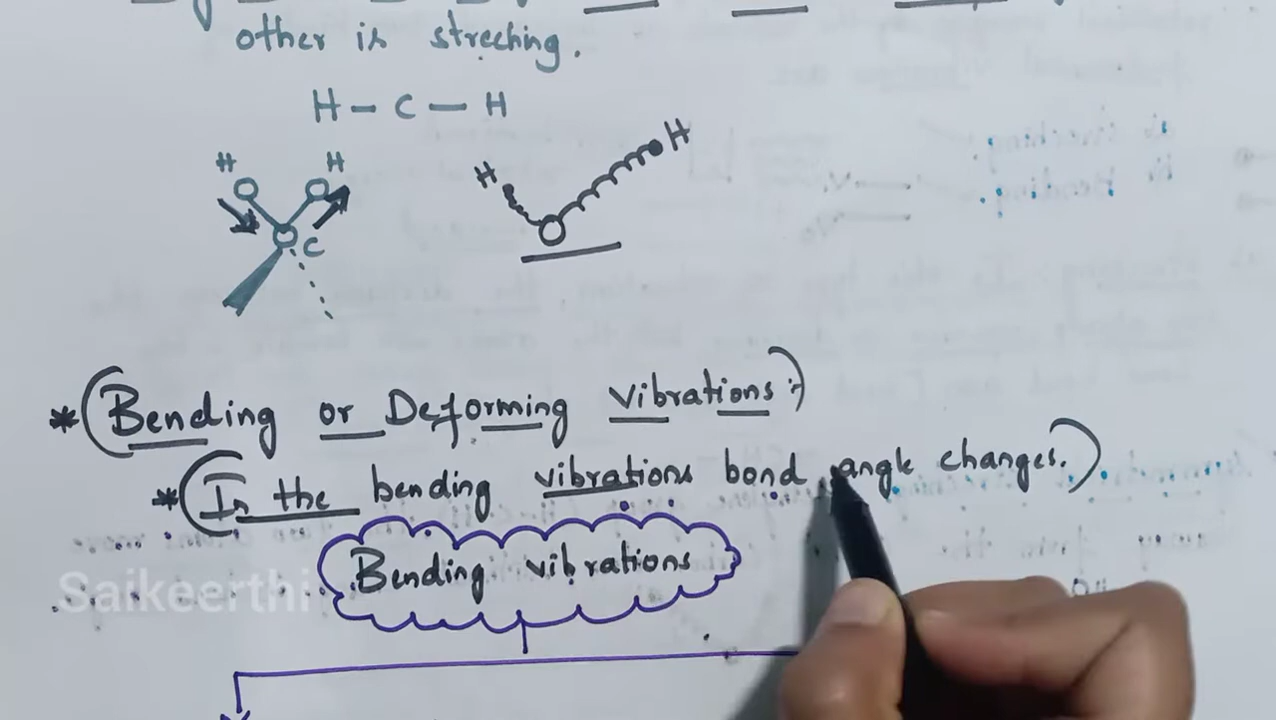 other is streching.
H - C - H
H H H
H
C
*(Bending or Deforming vibrations:-)
*(In the bending vibrations bond angle changes.)
Bending vibrations
Saikeerthi